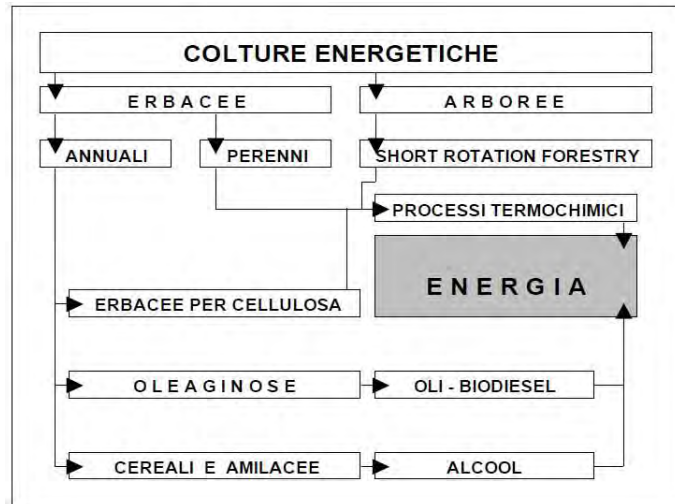 COLTURE ENERGETICHE
ERBACEE
ARBOREE
ANNUALI
PERENNI
SHORT ROTATION FORESTRY
PROCESSI TERMOCHIMICI
ENERGIA
ERBACEE PER CELLULOSA
OLEAGINOSE
OLI - BIODIESEL
CEREALI E AMILACEE
ALCOOL